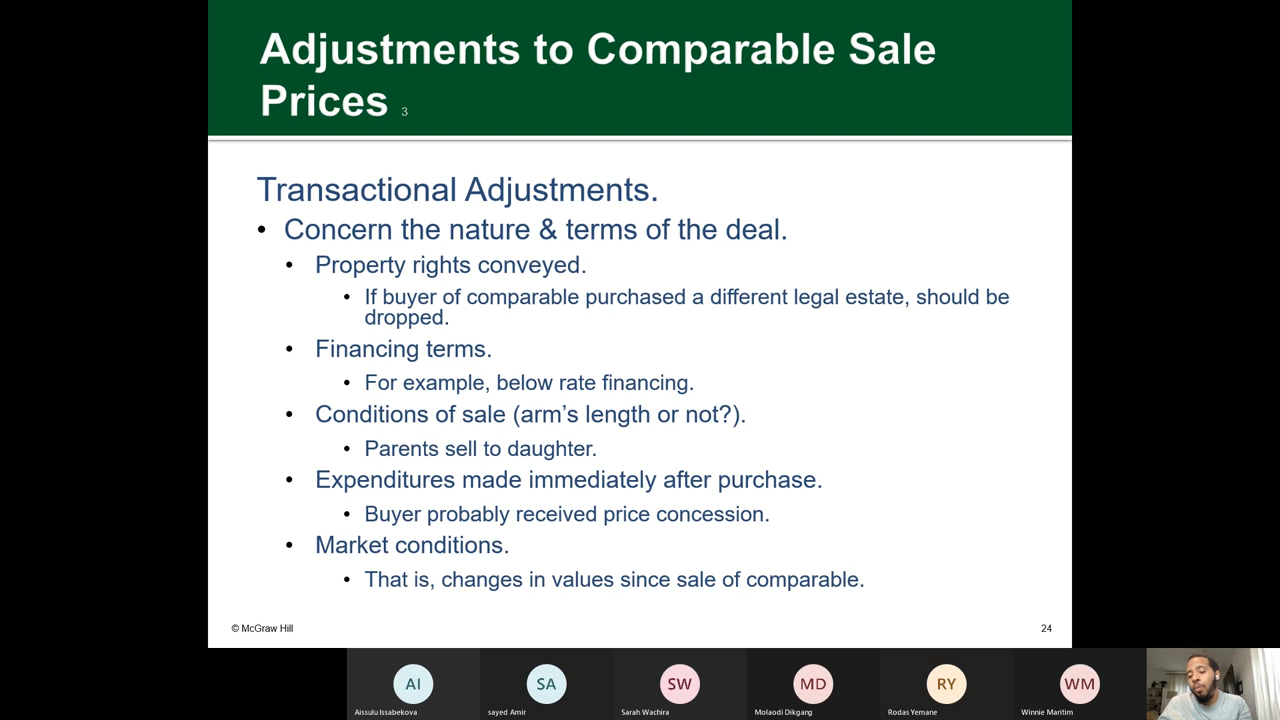 Adjustments to Comparable Sale
Prices 3
Transactional Adjustments.
• Concern the nature & terms of the deal.
• Property rights conveyed.
• If buyer of comparable purchased a different legal estate, should be
dropped.
• Financing terms.
• For example, below rate financing.
• Conditions of sale (arm's length or not?).
• Parents sell to daughter.
• Expenditures made immediately after purchase.
• Buyer probably received price concession.
• Market conditions.
• That is, changes in values since sale of comparable.
© McGraw Hill
24
AI
SA
SW
MD
RY
WM
Aissulu Issabekova
sayed Amir
Sarah Wachira
Molaodi Dikgang
Rodas Yemane
Winnie Maritim